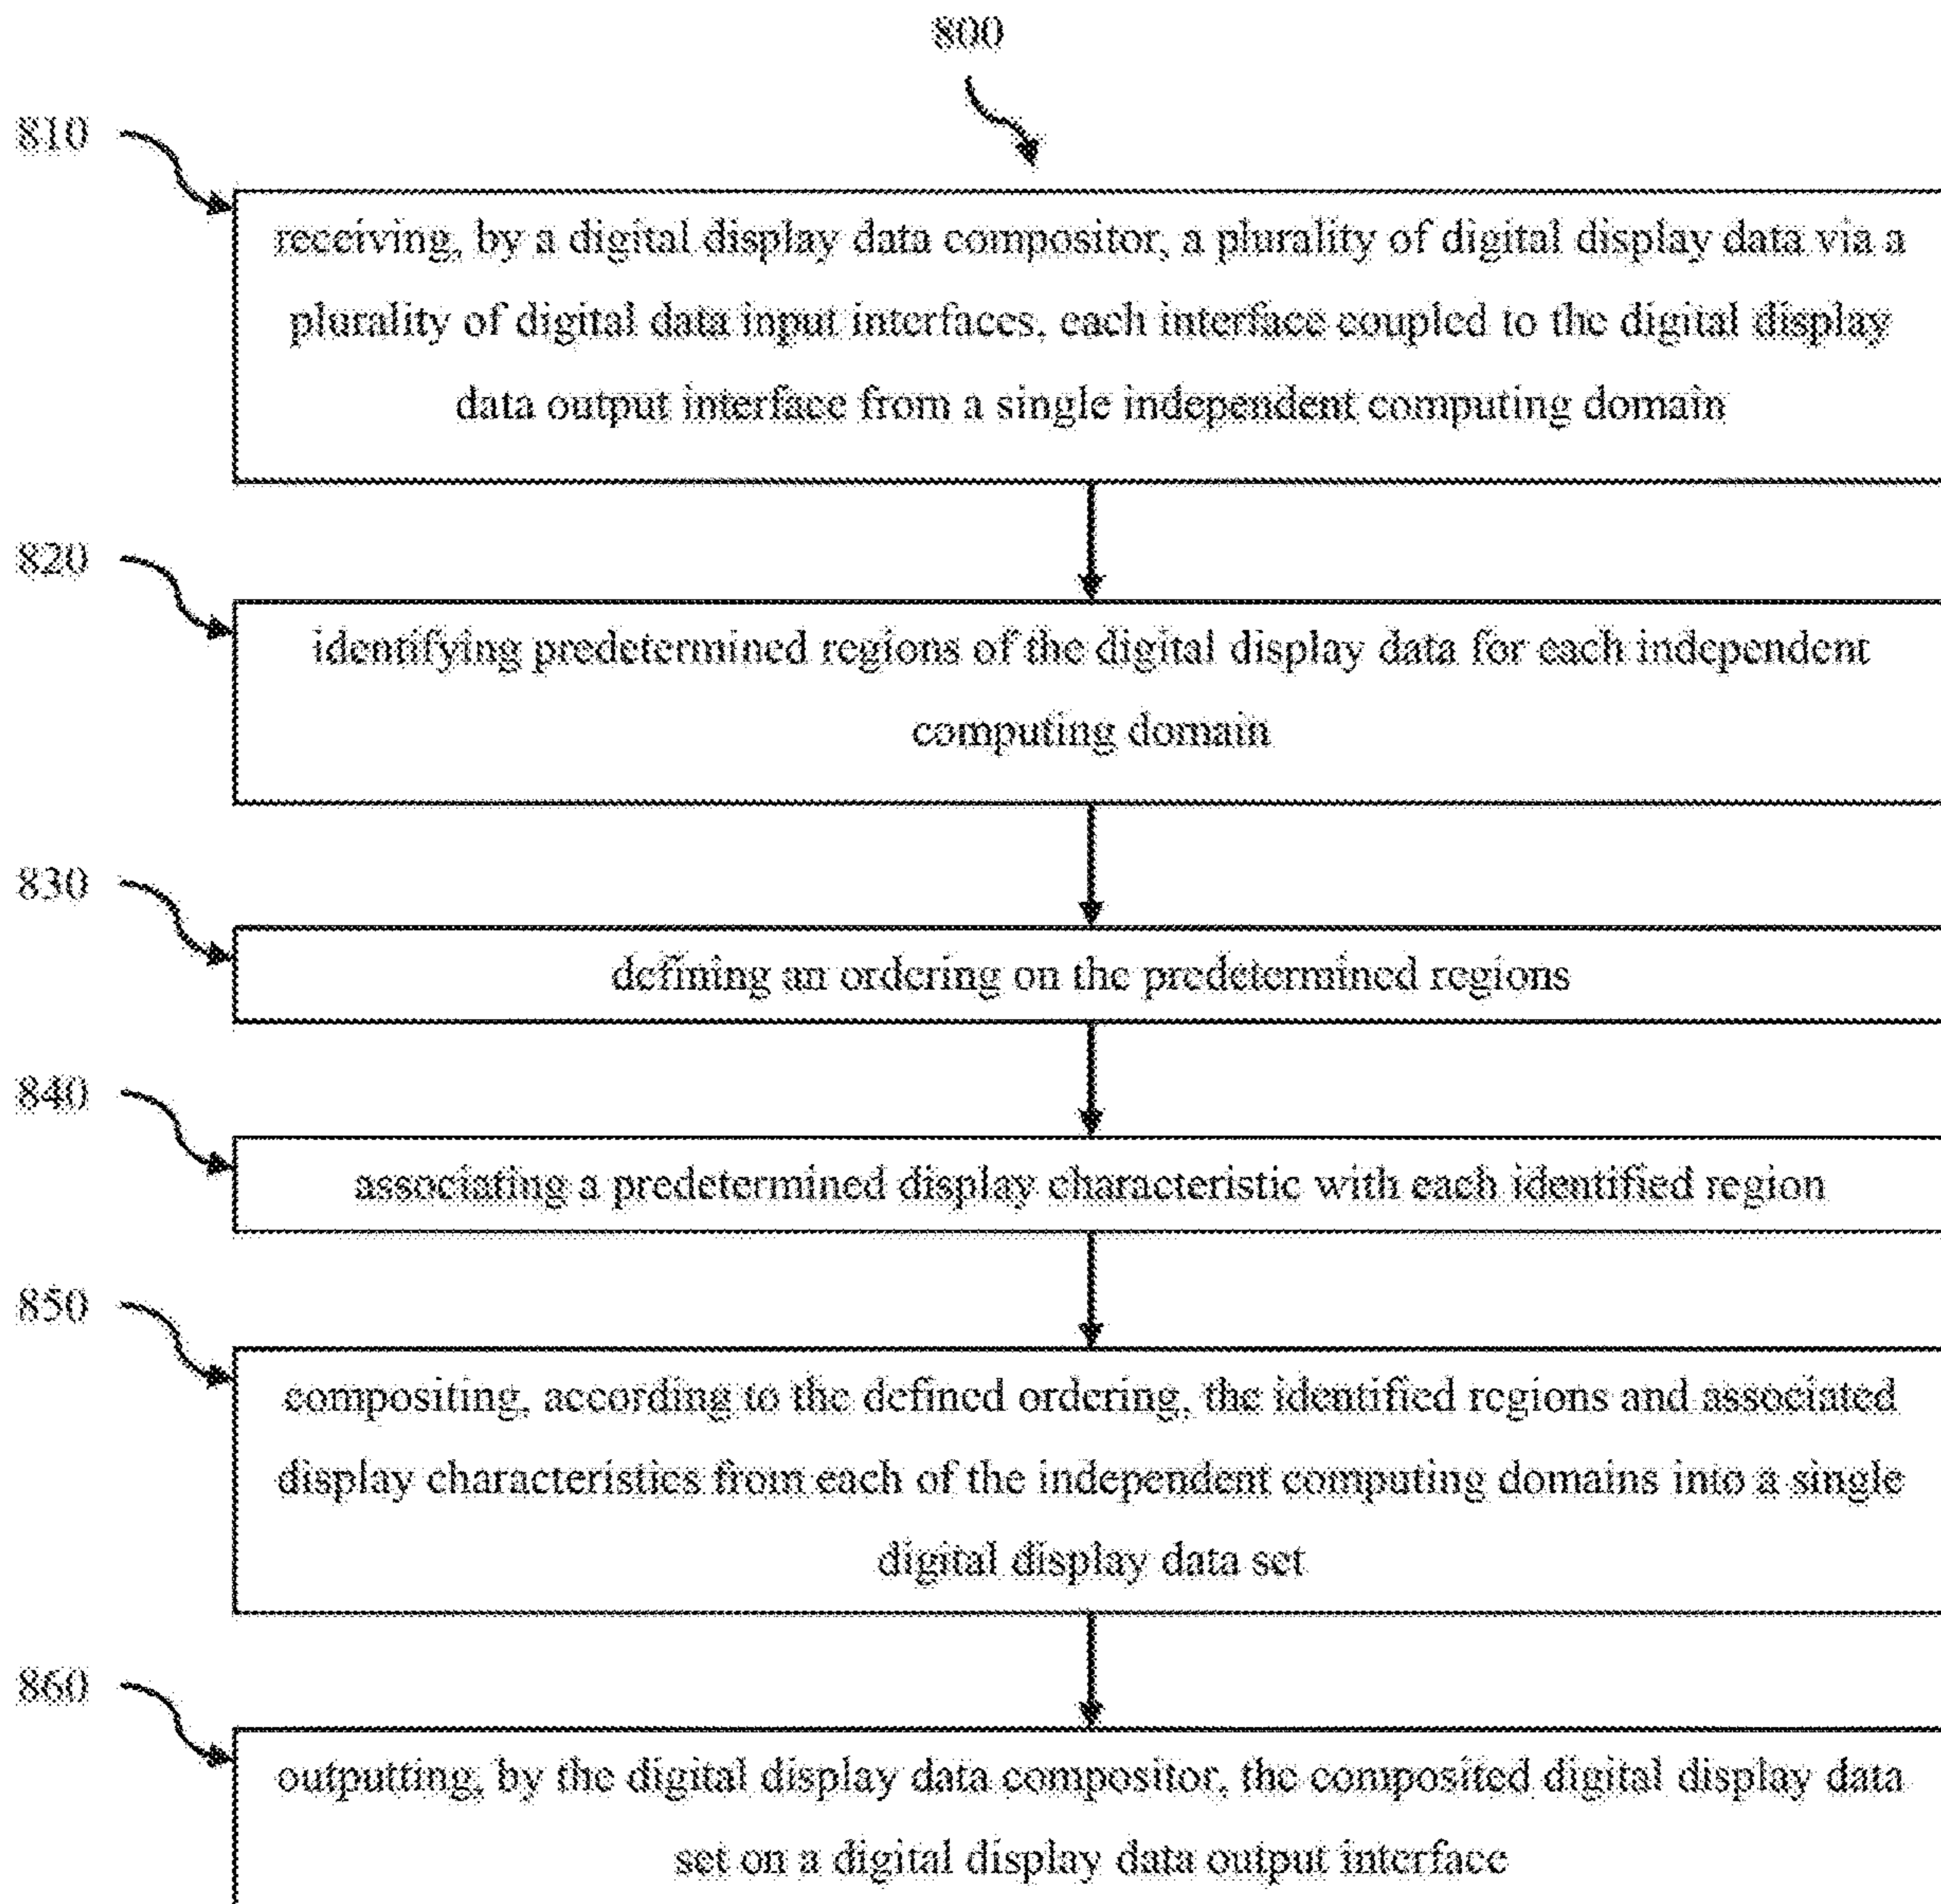 800
810
receiving, by a digital display data compositor, a plurality of digital display data via a
plurality of digital data input interfaces, each interface coupled to the digital display
data output interface from a single independent computing domain
820
identifying predetermined regions of the digital display data for each independent
computing domain
830
defining an ordering on the predetermined regions
840
associating a predetermined display characteristic with each identified region
850
compositing, according to the defined ordering, the identified regions and associated
display characteristics from each of the independent computing domains into a single
digital display data set
860
outputting, by the digital display data compositor, the composited digital display data
set on a digital display data output interface